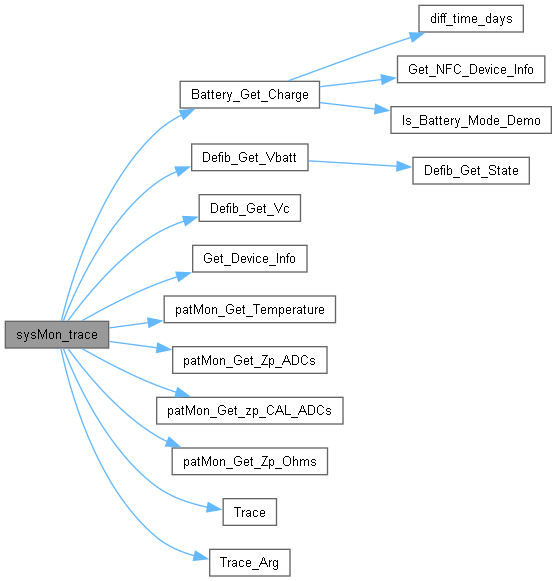 diff_time_days
Get_NFC_Device_Info
Battery_Get_Charge
Is_Battery_Mode_Demo
Defib_Get_Vbatt
Defib_Get_State
Defib_Get_Vc
Get_Device_Info
patMon_Get_Temperature
sysMon_trace
patMon_Get_Zp_ADCs
patMon_Get_zp_CAL_ADCs
patMon_Get_Zp_Ohms
Trace
Trace_Arg